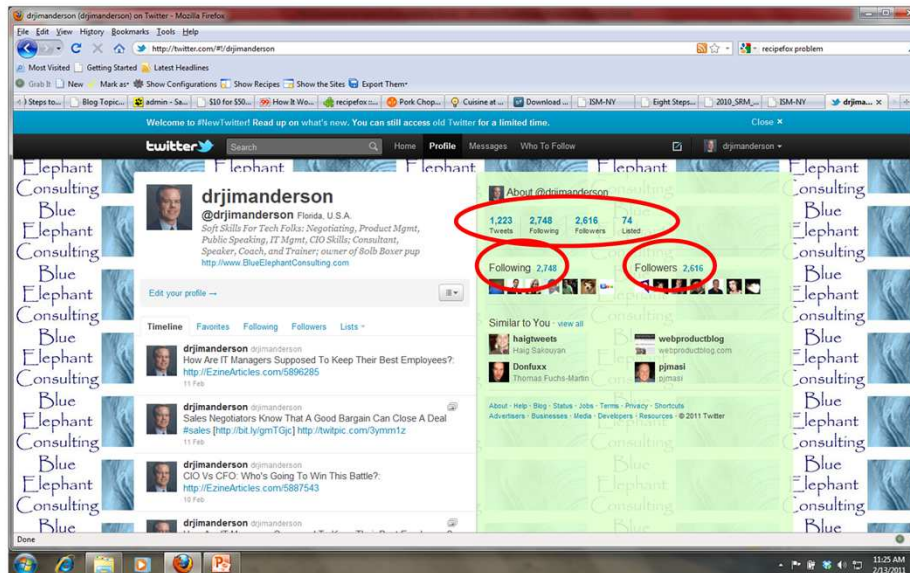 drjimanderson (drjimanderson) on Twitter - Mozilla Firefox
File Edit View History Bookmarks Tools Help
http://twitter.com/#!/drjimanderson
recipefox problem
Most Visited Getting Started Latest Headlines
Grab It New Mark as Show Configurations Show Recipes Show the Sites Export Them
Steps to... Blog Topic... admin - Sa... $10 for $50... How It Wo... recipefox ::... Pork Chop... Cuisine at ... Download ... ISM-NY Eight Steps... 2010_SRM_... ISM-NY drjima...
Welcome to #NewTwitter! Read up on what's new. You can still access old Twitter for a limited time. Close ×
twitter Search Home Profile Messages Who To Follow drjimanderson
drjimanderson
@drjimanderson Florida, U.S.A.
Soft Skills For Tech Folks: Negotiating, Product Mgmt,
Public Speaking, IT Mgmt, CIO Skills; Consultant,
Speaker, Coach, and Trainer; owner of 60lb Boxer pup
http://www.BlueElephantConsulting.com
Edit your profile →
Timeline Favorites Following Followers Lists
drjimanderson drjimanderson
How Are IT Managers Supposed To Keep Their Best Employees?:
http://EzineArticles.com/5896285
11 Feb
drjimanderson drjimanderson
Sales Negotiators Know That A Good Bargain Can Close A Deal
#sales [http://bit.ly/gmTGjc] http://twitpic.com/3ymm1z
11 Feb
drjimanderson drjimanderson
CIO Vs CFO: Who's Going To Win This Battle?:
http://EzineArticles.com/5887543
10 Feb
drjimanderson drjimanderson
About @drjimanderson
1,223 2,748 2,616 74
Tweets Following Followers Listed
Following 2,748 Followers 2,616
Similar to You · view all
haigtweets
Haig Sakouyan
webproductblog
webproductblog.com
Donfuxx
Thomas Fuchs-Martin
pjmasi
pjmasi
About · Help · Blog · Status · Jobs · Terms · Privacy · Shortcuts
Advertisers · Businesses · Media · Developers · Resources · © 2011 Twitter
Blue
Elephant
Consulting
Done
11:25 AM
2/13/2011